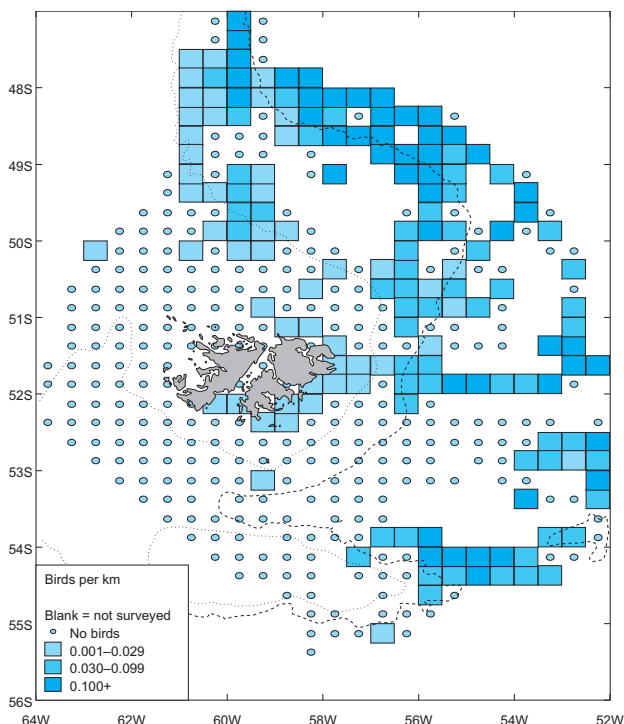 48S
49S
50S
51S
52S
53S
54S
55S
56S
Birds per km
Blank = not surveyed
No birds
0.001–0.029
0.030–0.099
0.100+
64W 62W 60W 58W 56W 54W 52W